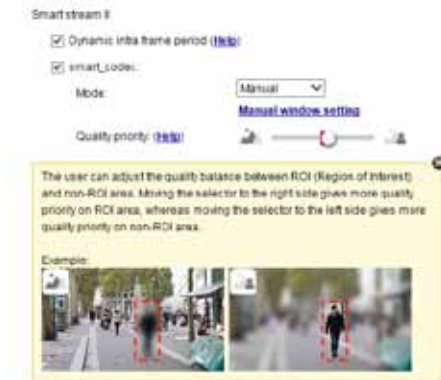 Smart stream II
Dynamic intra frame period (Help)
smart_codec:
Mode: Manual
Manual window setting
Quality priority: (Help)
The user can adjust the quality balance between ROI (Region of Interest)
and non-ROI area. Moving the selector to the right side gives more quality
priority on ROI area, whereas moving the selector to the left side gives more
quality priority on non-ROI area.
Example: